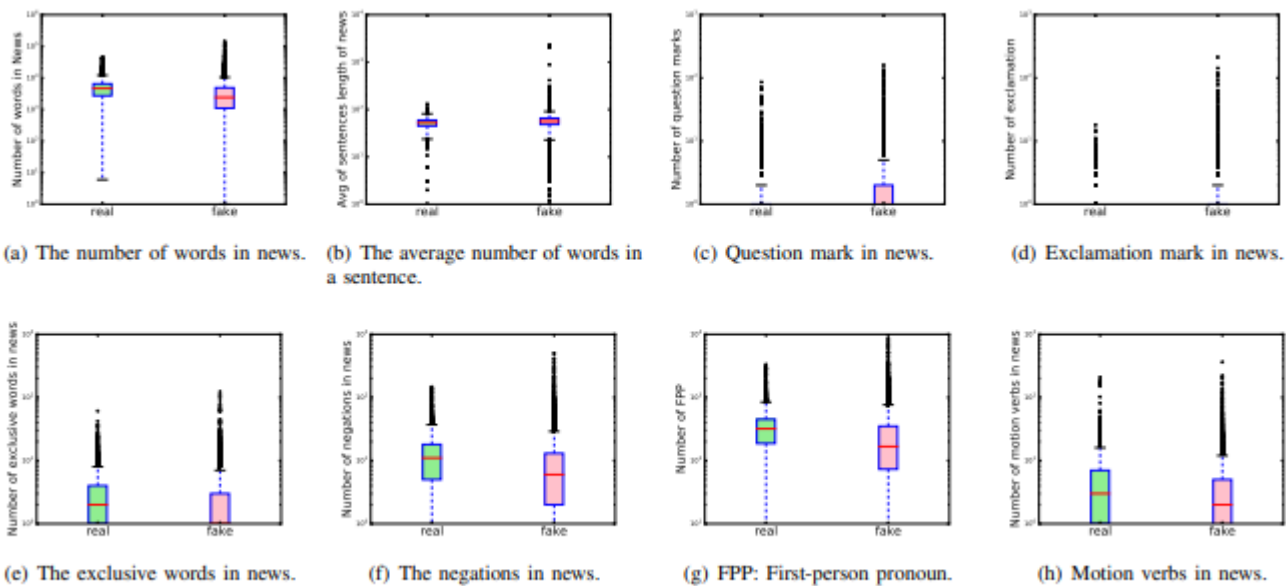 Number of words in News
real
fake
(a) The number of words in news.
Avg of sentences length of news
real
fake
(b) The average number of words in
a sentence.
Number of question marks
real
fake
(c) Question mark in news.
Number of exclamation
real
fake
(d) Exclamation mark in news.
Number of exclusive words in news
real
fake
(e) The exclusive words in news.
Number of negations in news
real
fake
(f) The negations in news.
Number of FPP
real
fake
(g) FPP: First-person pronoun.
Number of motion verbs in news
real
fake
(h) Motion verbs in news.